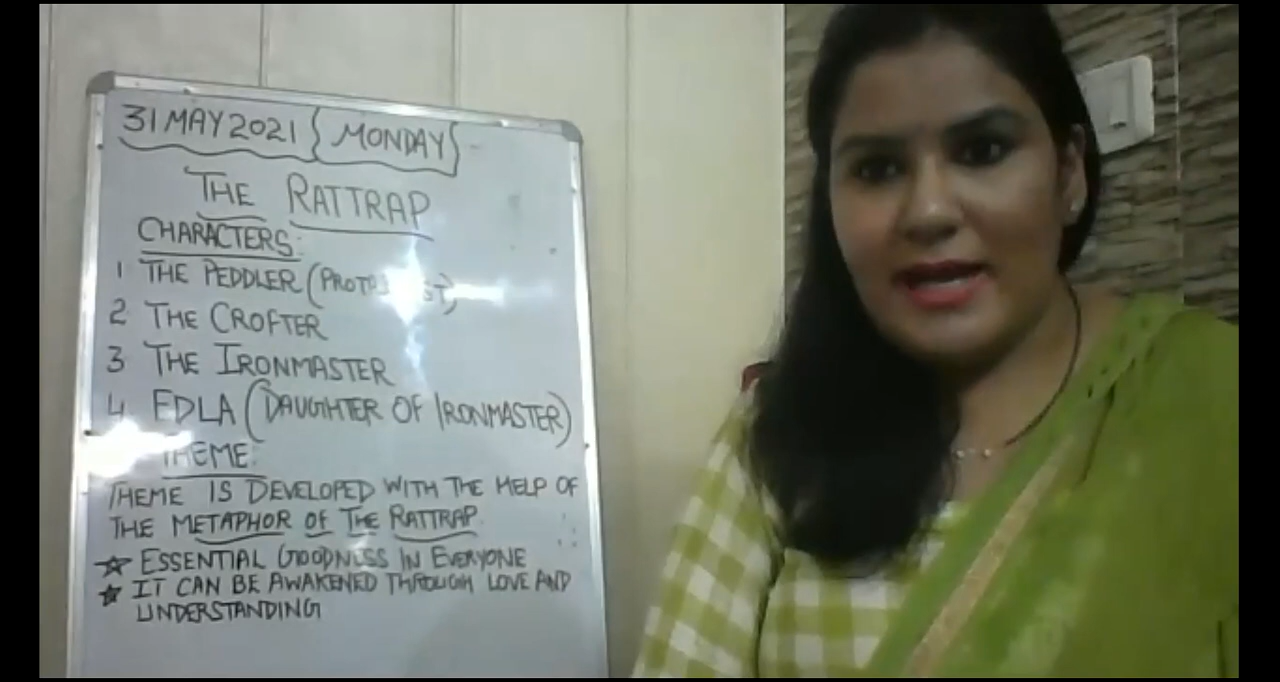 31 MAY 2021 MONDAY
THE RATTRAP
CHARACTERS:
1 THE PEDDLER (
2 THE CROFTER
3 THE IRONMASTER
4 EDLA (DAUGHTER OF IRONMASTER)
THEME:
THEME IS DEVELOPED WITH THE HELP OF
THE METAPHOR OF THE RATTRAP.
☆ ESSENTIAL GOODNESS IN EVERYONE
☆ IT CAN BE AWAKENED THROUGH LOVE AND
UNDERSTANDING